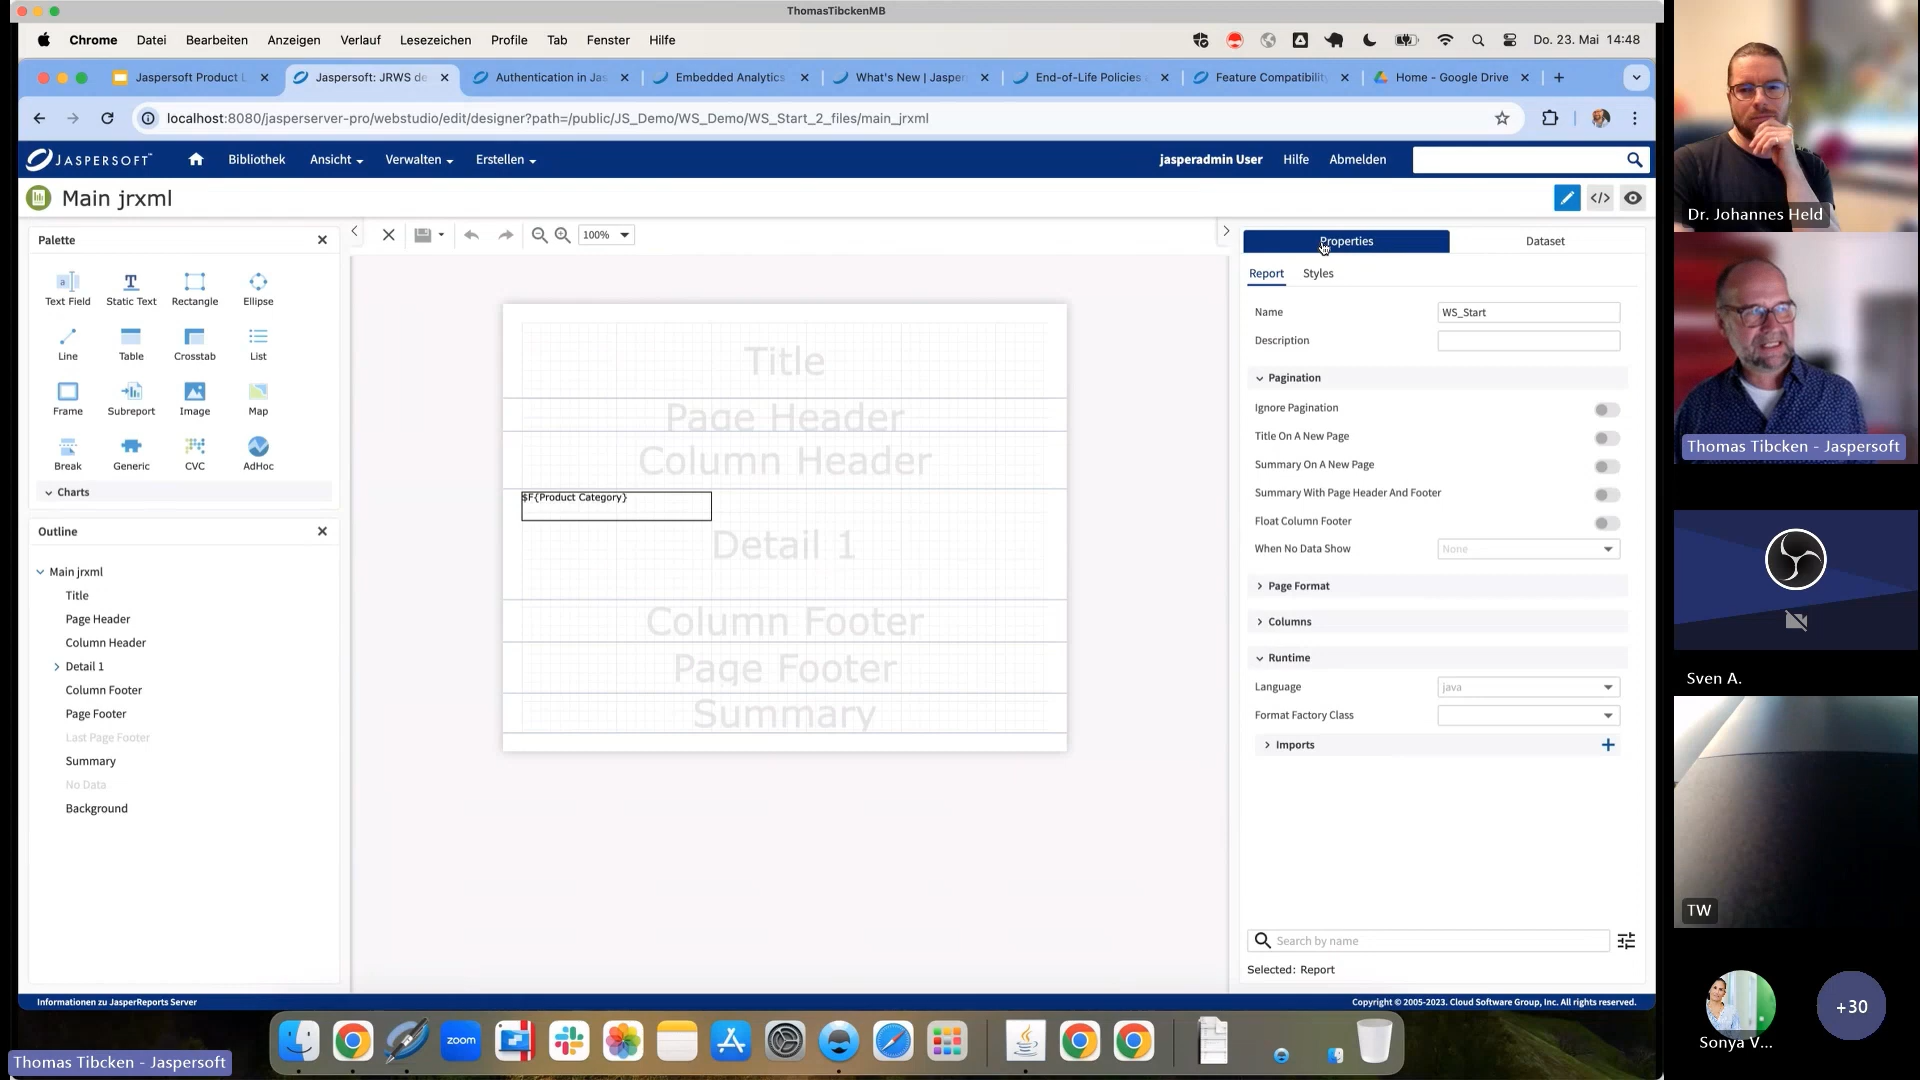 ThomasTibckenMB
Chrome Datei Bearbeiten Anzeigen Verlauf Lesezeichen Profile Tab Fenster Hilfe Do. 23. Mai 14:48
Jaspersoft Product L Jaspersoft: JRWS de Authentication in Jas Embedded Analytics What's New | Jasper End-of-Life Policies Feature Compatibility Home - Google Drive
localhost:8080/jasperserver-pro/webstudio/edit/designer?path=/public/JS_Demo/WS_Demo/WS_Start_2_files/main_jrxml
JASPERSOFT Bibliothek Ansicht Verwalten Erstellen jasperadmin User Hilfe Abmelden
Main jrxml
100%
Palette
Text Field Static Text Rectangle Ellipse
Line Table Crosstab List
Frame Subreport Image Map
Break Generic CVC AdHoc
Charts
Outline
Main jrxml
Title
Page Header
Column Header
Detail 1
Column Footer
Page Footer
Last Page Footer
Summary
No Data
Background
Title
Page Header
Column Header
$F{Product Category}
Detail 1
Column Footer
Page Footer
Summary
Properties Dataset
Report Styles
Name WS_Start
Description
Pagination
Ignore Pagination
Title On A New Page
Summary On A New Page
Summary With Page Header And Footer
Float Column Footer
When No Data Show None
Page Format
Columns
Runtime
Language java
Format Factory Class
Imports
Search by name
Selected: Report
Informationen zu JasperReports Server Copyright © 2005-2023. Cloud Software Group, Inc. All rights reserved.
zoom
Thomas Tibcken - Jaspersoft
Dr. Johannes Held
Thomas Tibcken - Jaspersoft
Sven A.
TW
Sonya V...
+30